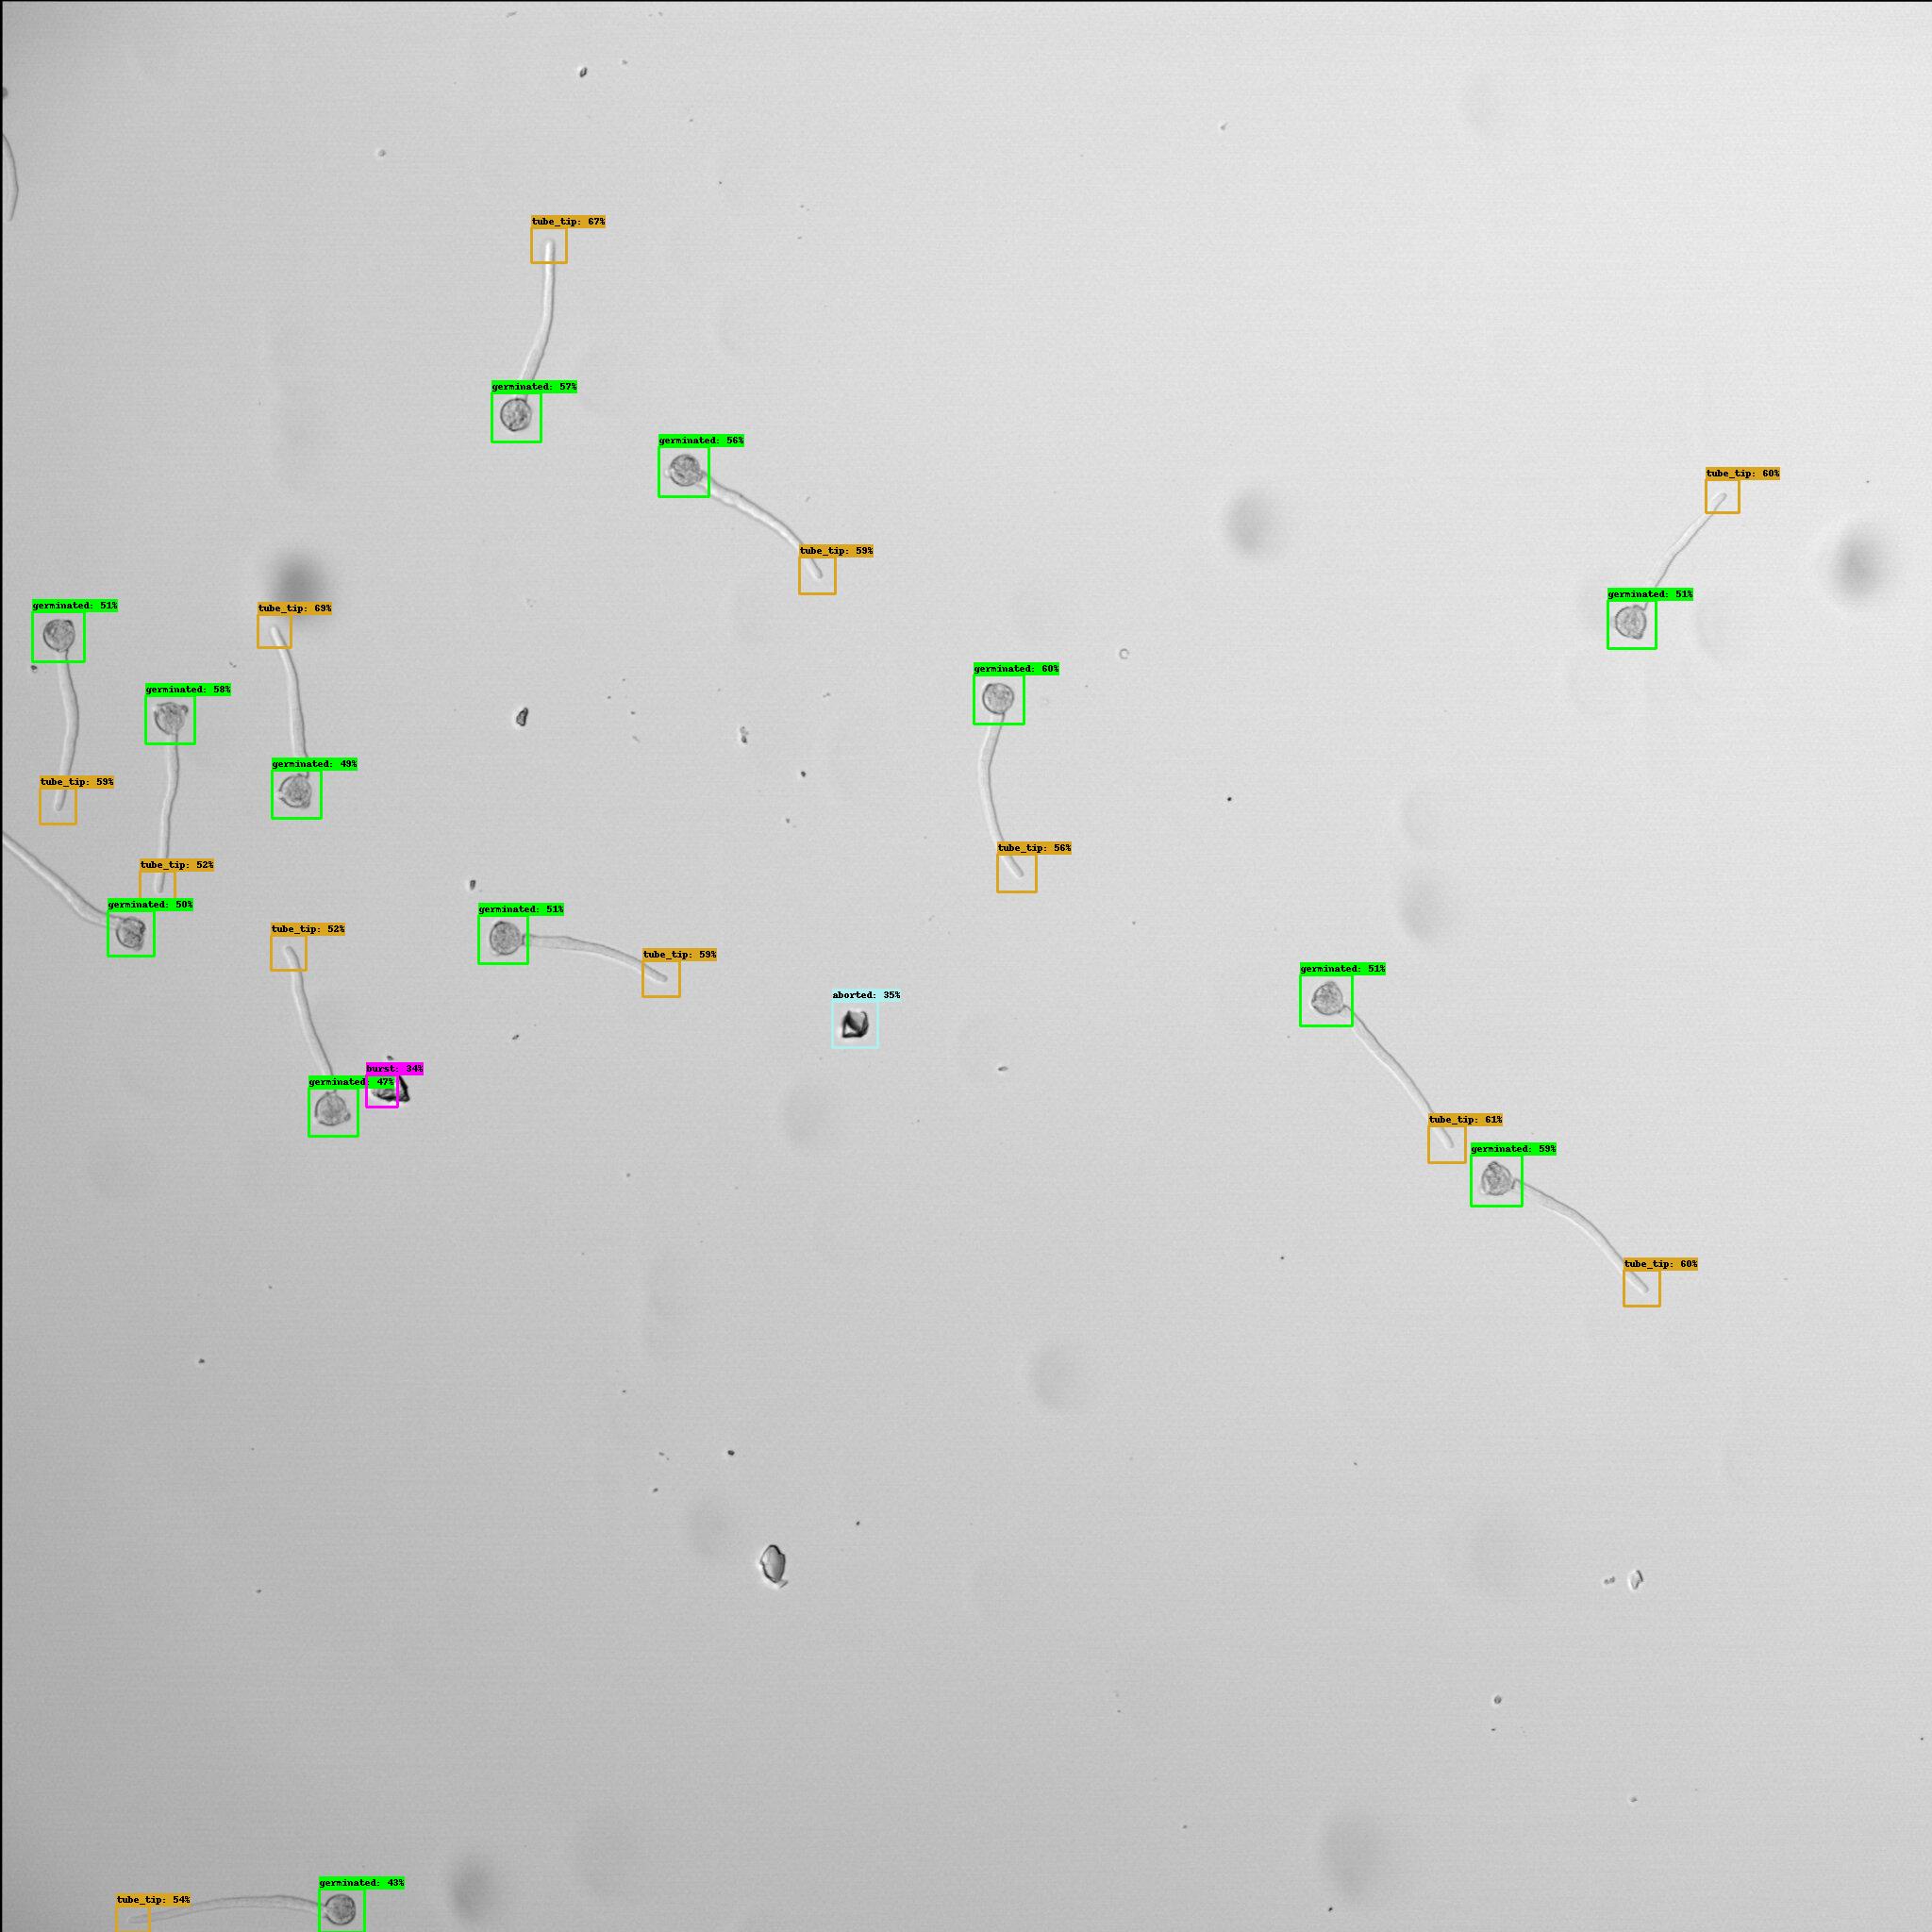 tube_tip: 67%
germinated: 57%
germinated: 56%
tube_tip: 60%
tube_tip: 59%
germinated: 51%
germinated: 51%
tube_tip: 69%
germinated: 60%
germinated: 58%
germinated: 49%
tube_tip: 59%
tube_tip: 56%
tube_tip: 52%
germinated: 50%
germinated: 51%
tube_tip: 52%
tube_tip: 59%
germinated: 51%
aborted: 35%
burst: 34%
germinated: 47%
tube_tip: 61%
germinated: 59%
tube_tip: 60%
germinated: 43%
tube_tip: 54%